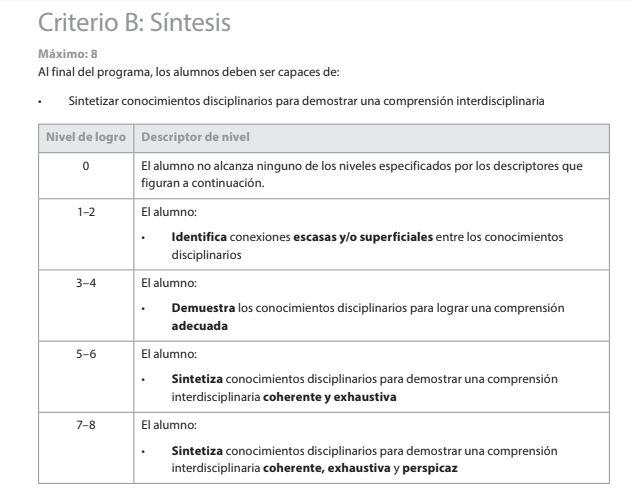 Criterio B: Síntesis
Máximo: 8
Al final del programa, los alumnos deben ser capaces de:
• Sintetizar conocimientos disciplinarios para demostrar una comprensión interdisciplinaria
Nivel de logro Descriptor de nivel
0 El alumno no alcanza ninguno de los niveles especificados por los descriptores que
figuran a continuación.
1–2 El alumno:
• Identifica conexiones escasas y/o superficiales entre los conocimientos
disciplinarios
3–4 El alumno:
• Demuestra los conocimientos disciplinarios para lograr una comprensión
adecuada
5–6 El alumno:
• Sintetiza conocimientos disciplinarios para demostrar una comprensión
interdisciplinaria coherente y exhaustiva
7–8 El alumno:
• Sintetiza conocimientos disciplinarios para demostrar una comprensión
interdisciplinaria coherente, exhaustiva y perspicaz